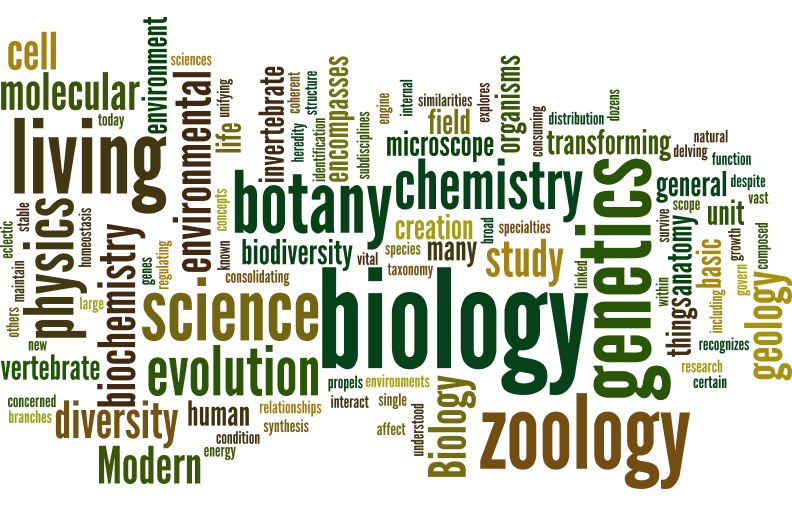 cell
environment
sciences
molecular
today
living
environmental
unifying
life
invertebrate
coherent
structure
heredity
identification
encompasses
subdisciplines
engine
internal
similarities
explores
organisms
field
microscope
consuming
distribution
dozens
transforming
natural
delving
function
concepts
botany
chemistry
genetics
general
despite
vast
scope
unit
survive
anatomy
growth
composed
eclectic
stable
homeostasis
physics
maintain
others
biochemistry
genes
regulating
known
biodiversity
vital
consolidating
creation
species
many
broad
taxonomy
specialties
study
linked
within
things
basic
including
govern
geology
large
new
science
biology
recognizes
vertebrate
evolution
propels
environments
research
certain
concerned
branches
diversity
human
relationships
interact
single
synthesis
condition
energy
affect
understood
Biology
zoology
Modern